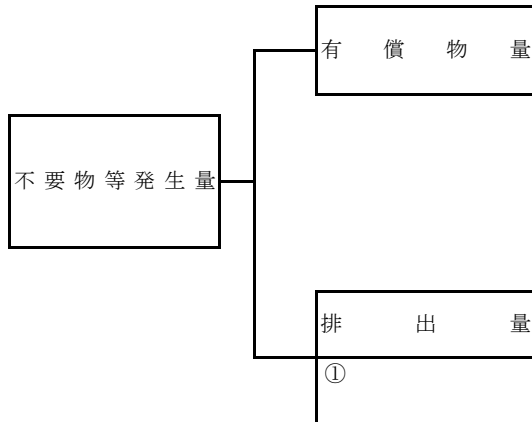 有償物量
不要物等発生量
排出量
①